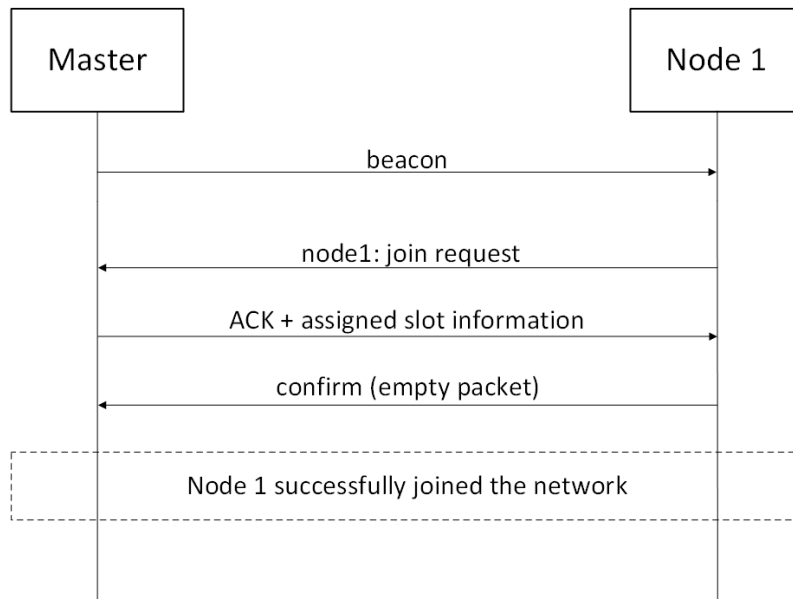 Master
Node 1
beacon
node1: join request
ACK + assigned slot information
confirm (empty packet)
Node 1 successfully joined the network